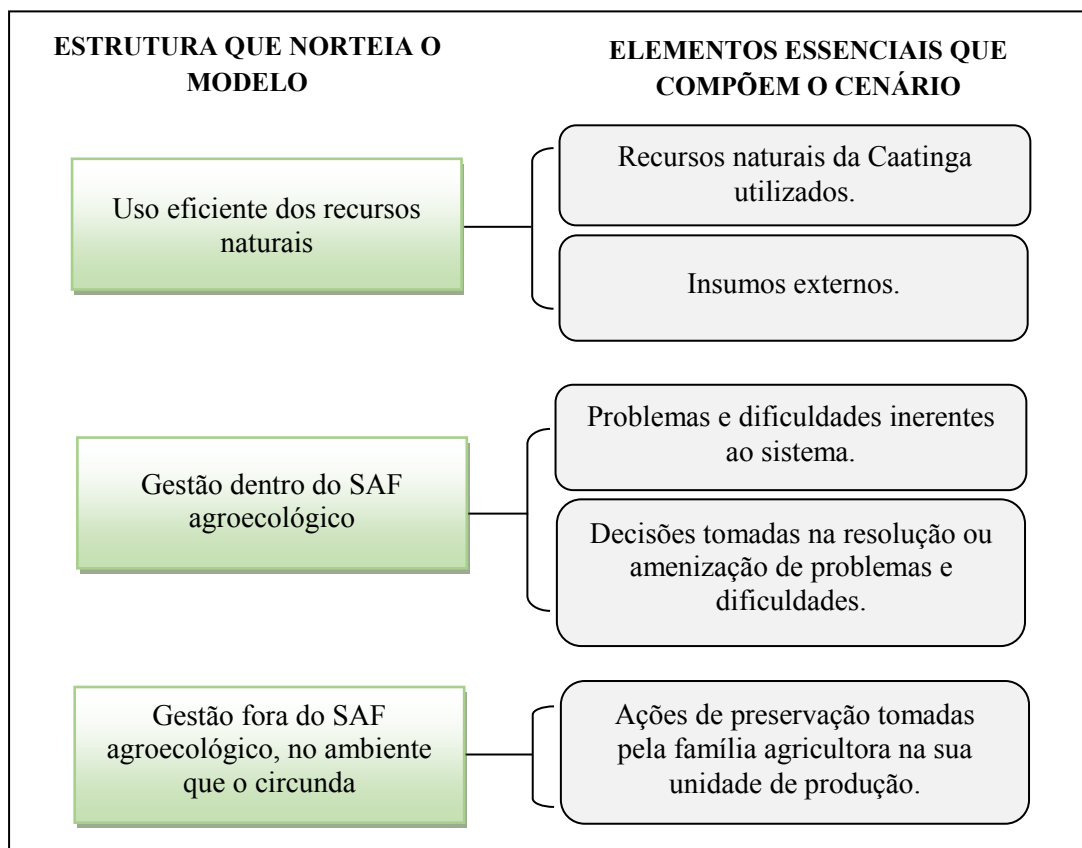 ESTRUTURA QUE NORTEIA O
MODELO
ELEMENTOS ESSENCIAIS QUE
COMPÕEM O CENÁRIO
Uso eficiente dos recursos
naturais
Recursos naturais da Caatinga
utilizados.
Insumos externos.
Gestão dentro do SAF
agroecológico
Problemas e dificuldades inerentes
ao sistema.
Decisões tomadas na resolução ou
amenização de problemas e
dificuldades.
Gestão fora do SAF
agroecológico, no ambiente
que o circunda
Ações de preservação tomadas
pela família agricultora na sua
unidade de produção.